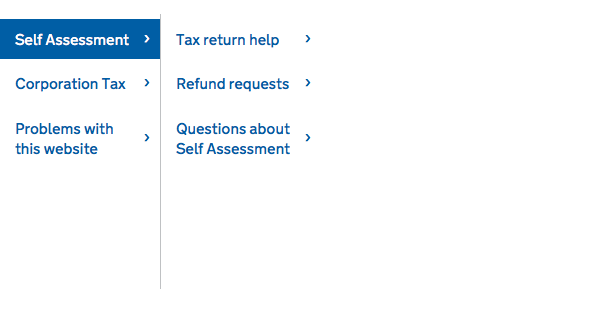 Self Assessment ›
Corporation Tax ›
Problems with
this website ›
Tax return help ›
Refund requests ›
Questions about
Self Assessment ›